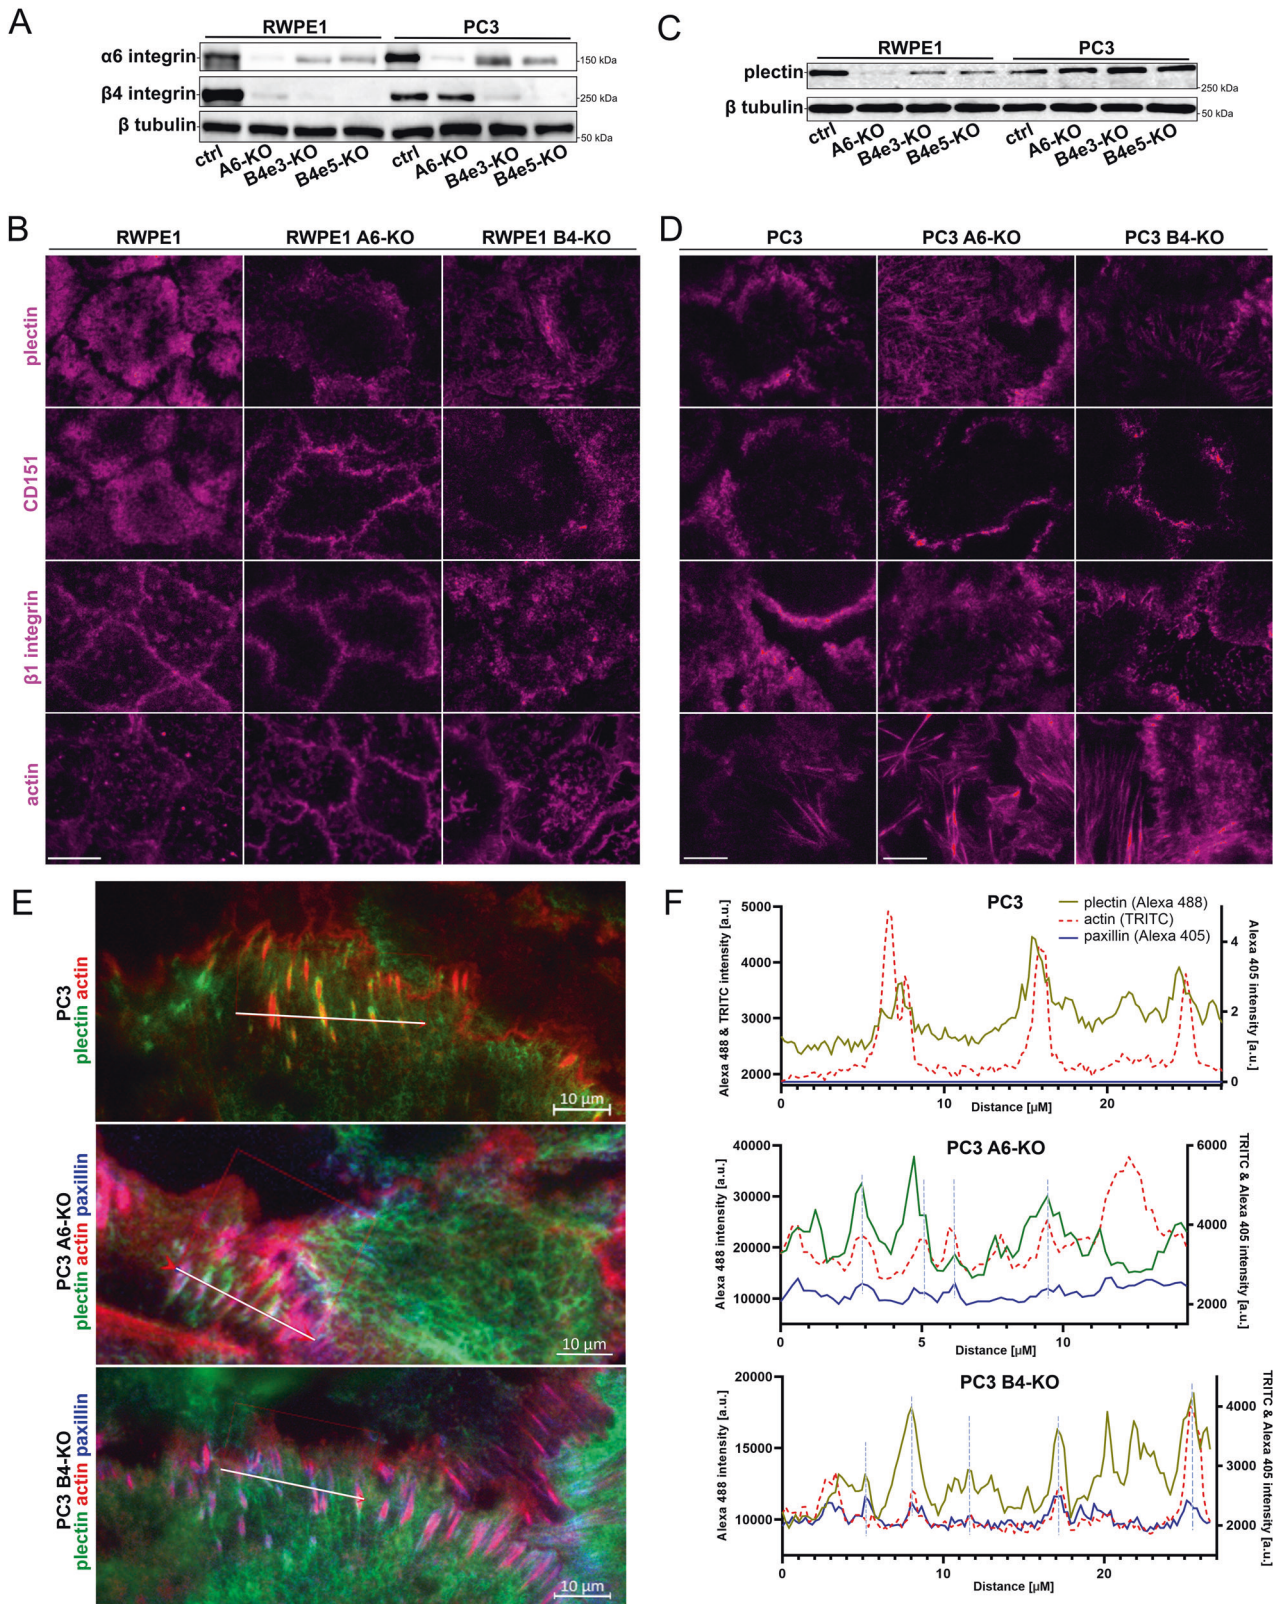 A
RWPE1 PC3
α6 integrin
-150 kDa
β4 integrin
-250 kDa
β tubulin
-50 kDa
ctrl A6-KO B4e3-KO B4e5-KO ctrl A6-KO B4e3-KO B4e5-KO
C
RWPE1 PC3
plectin
-250 kDa
β tubulin
-50 kDa
ctrl A6-KO B4e3-KO B4e5-KO ctrl A6-KO B4e3-KO B4e5-KO
B
RWPE1 RWPE1 A6-KO RWPE1 B4-KO
plectin
CD151
β1 integrin
actin
D
PC3 PC3 A6-KO PC3 B4-KO
E
PC3
plectin actin
10 μm
PC3 A6-KO
plectin actin paxillin
10 μm
PC3 B4-KO
plectin actin paxillin
10 μm
F
PC3
plectin (Alexa 488)
actin (TRITC)
paxillin (Alexa 405)
Alexa 488 & TRITC intensity [a.u.]
5000
4000
3000
2000
Alexa 405 intensity [a.u.]
4
2
0
0 10 20
Distance [μM]
PC3 A6-KO
Alexa 488 intensity [a.u.]
40000
30000
20000
10000
TRITC & Alexa 405 intensity [a.u.]
6000
4000
2000
0 5 10
Distance [μM]
PC3 B4-KO
Alexa 488 intensity [a.u.]
20000
15000
10000
TRITC & Alexa 405 intensity [a.u.]
4000
3000
2000
0 10 20
Distance [μM]